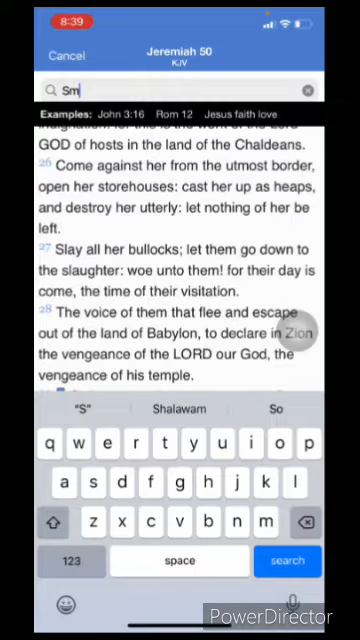 8:39
Cancel
Jeremiah 50
KJV
Sm
Examples: John 3:16 Rom 12 Jesus faith love
GOD of hosts in the land of the Chaldeans.
26 Come against her from the utmost border,
open her storehouses: cast her up as heaps,
and destroy her utterly: let nothing of her be
left.
27 Slay all her bullocks; let them go down to
the slaughter: woe unto them! for their day is
come, the time of their visitation.
28 The voice of them that flee and escape
out of the land of Babylon, to declare in Zion
the vengeance of the LORD our God, the
vengeance of his temple.
"S" Shalawam So
q w e r t y u i o p
a s d f g h j k l
z x c v b n m
123 space search
PowerDirector